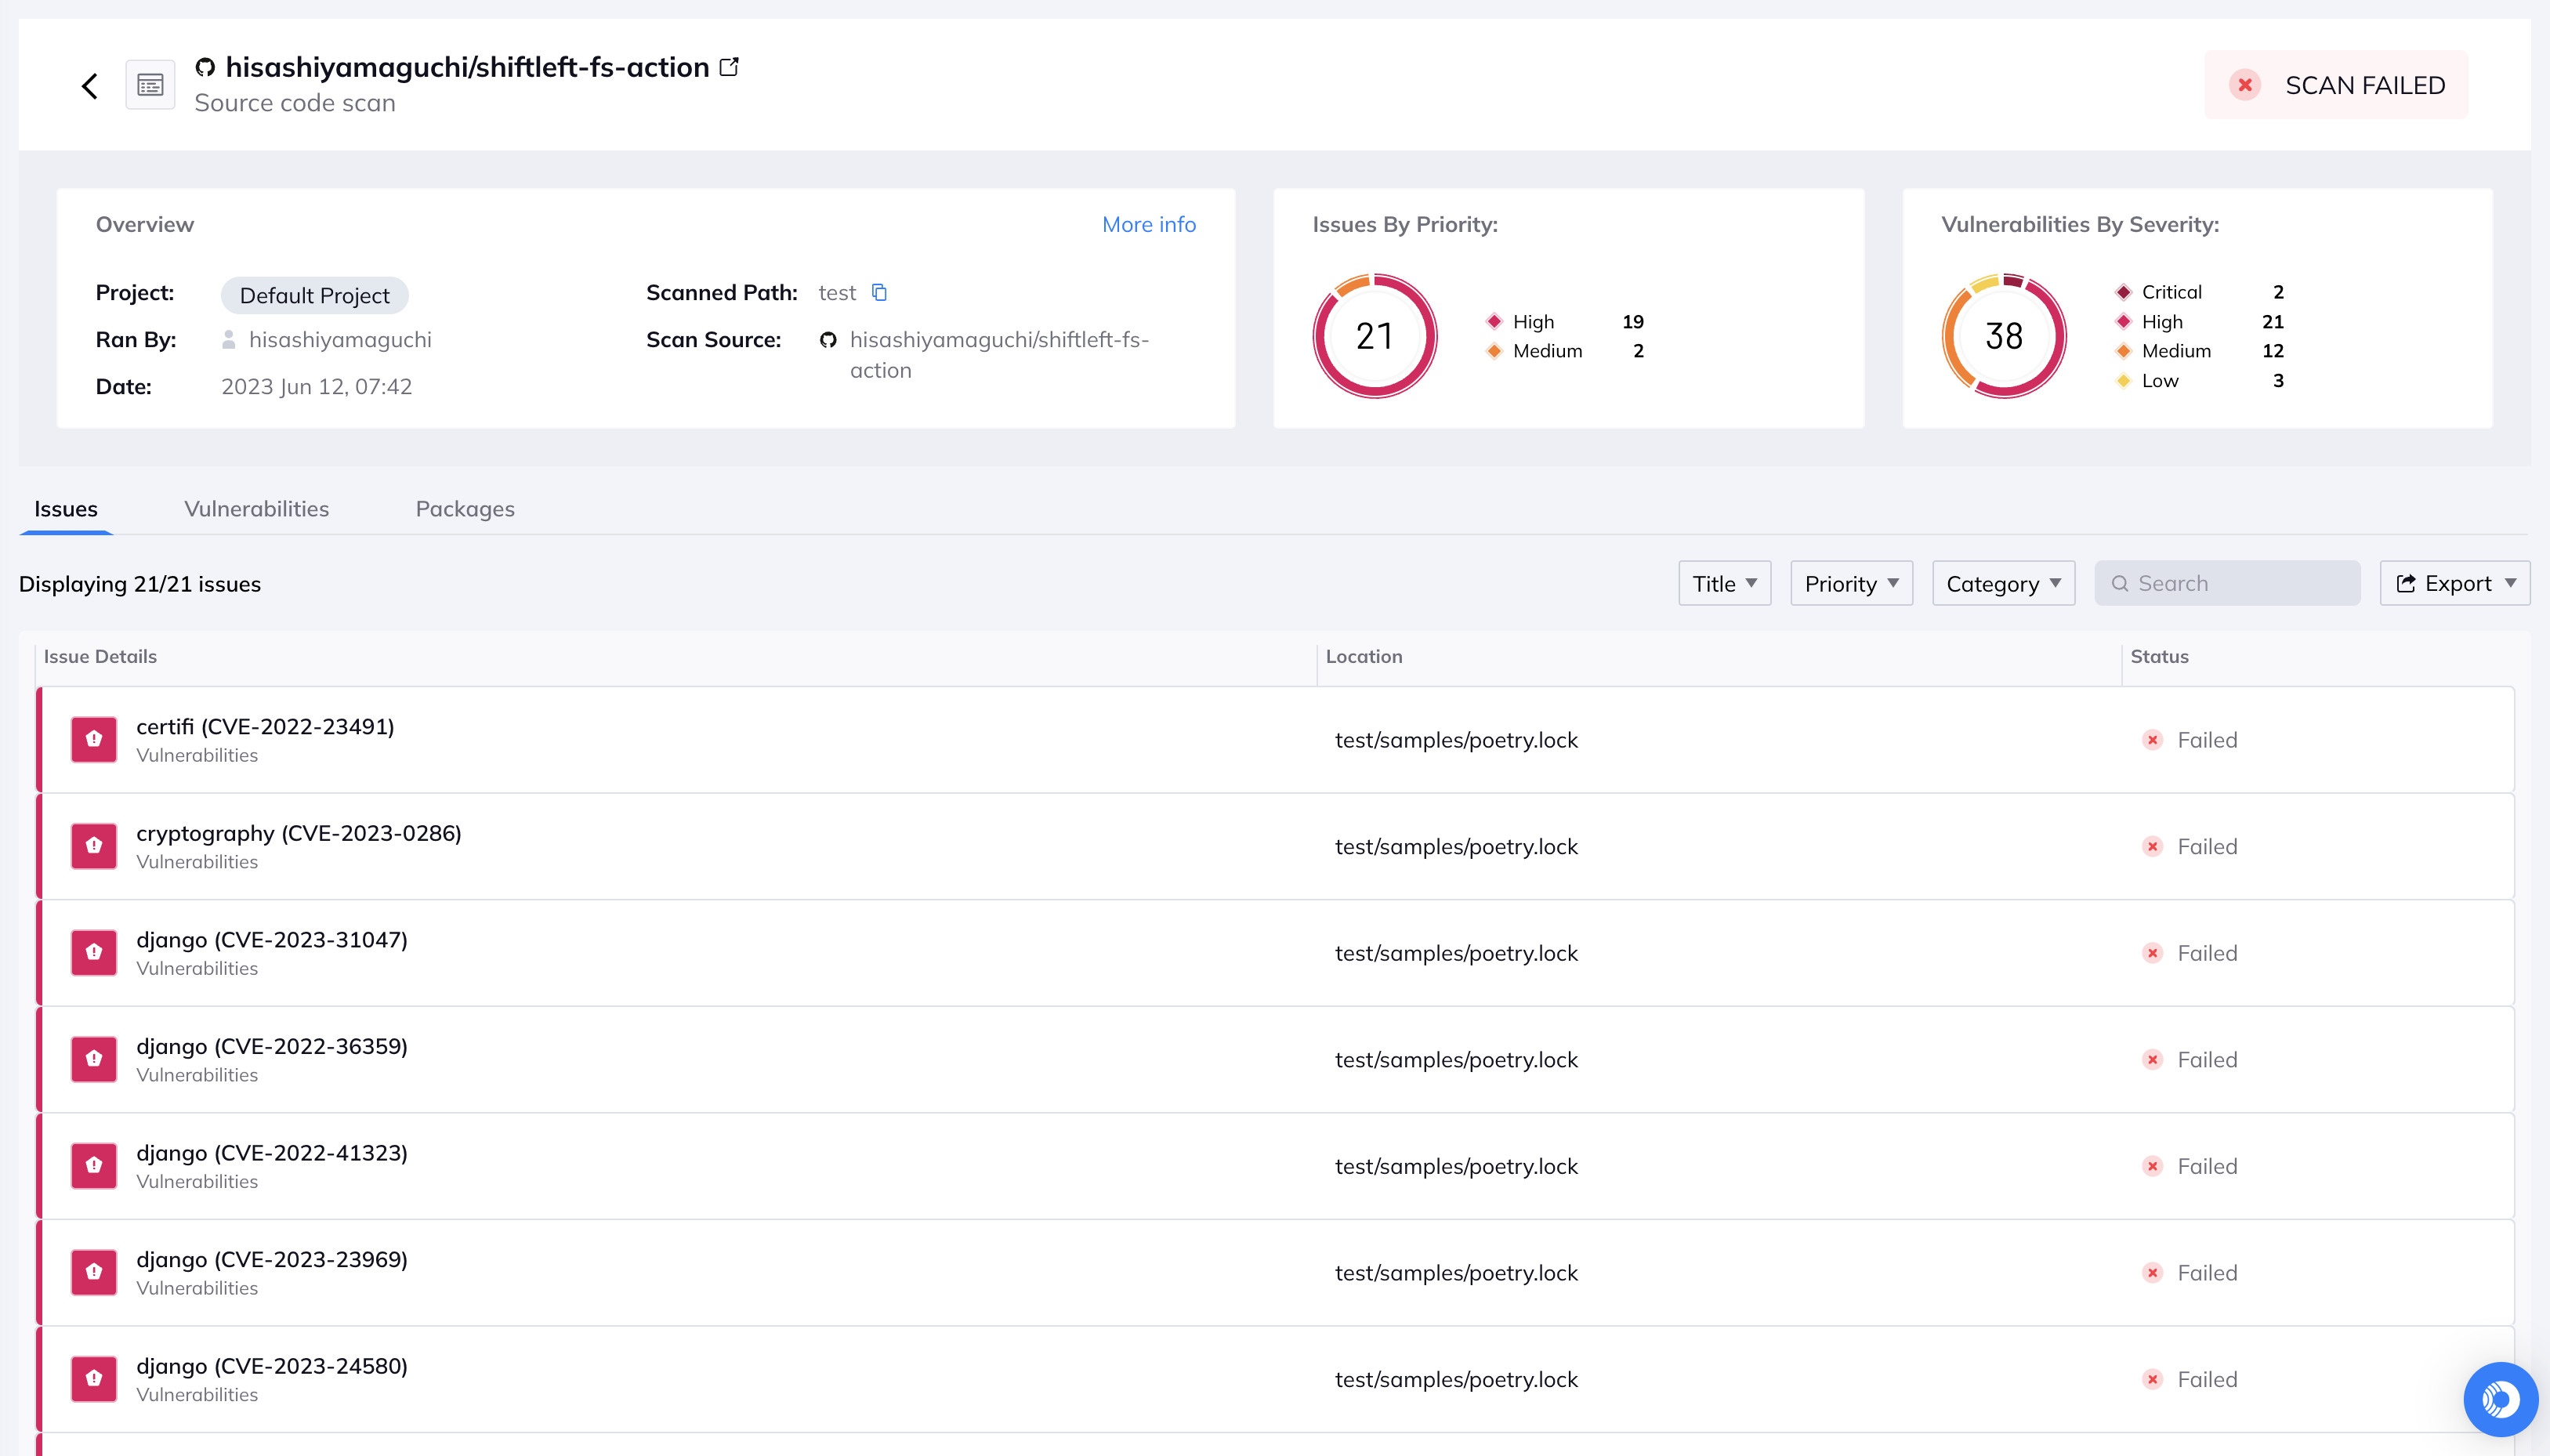 hisashiyamaguchi/shiftleft-fs-action
Source code scan
SCAN FAILED
Overview
More info
Project:
Default Project
Ran By:
hisashiyamaguchi
Date:
2023 Jun 12, 07:42
Scanned Path:
test
Scan Source:
hisashiyamaguchi/shiftleft-fs-
action
Issues By Priority:
21
High 19
Medium 2
Vulnerabilities By Severity:
38
Critical 2
High 21
Medium 12
Low 3
Issues
Vulnerabilities
Packages
Displaying 21/21 issues
Title
Priority
Category
Search
Export
Issue Details
Location
Status
certifi (CVE-2022-23491)
Vulnerabilities
test/samples/poetry.lock
Failed
cryptography (CVE-2023-0286)
Vulnerabilities
test/samples/poetry.lock
Failed
django (CVE-2023-31047)
Vulnerabilities
test/samples/poetry.lock
Failed
django (CVE-2022-36359)
Vulnerabilities
test/samples/poetry.lock
Failed
django (CVE-2022-41323)
Vulnerabilities
test/samples/poetry.lock
Failed
django (CVE-2023-23969)
Vulnerabilities
test/samples/poetry.lock
Failed
django (CVE-2023-24580)
Vulnerabilities
test/samples/poetry.lock
Failed